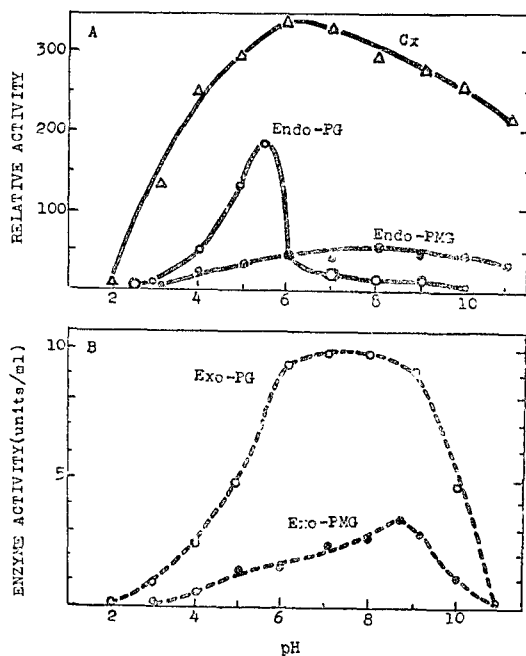 A
Cx
300
Endo-PG
200
RELATIVE ACTIVITY
100
Endo-PMG
2 4 6 8 10
B
10
Exo-PG
5
ENZYME ACTIVITY(units/ml)
Exo-PMG
2 4 6 8 10
pH